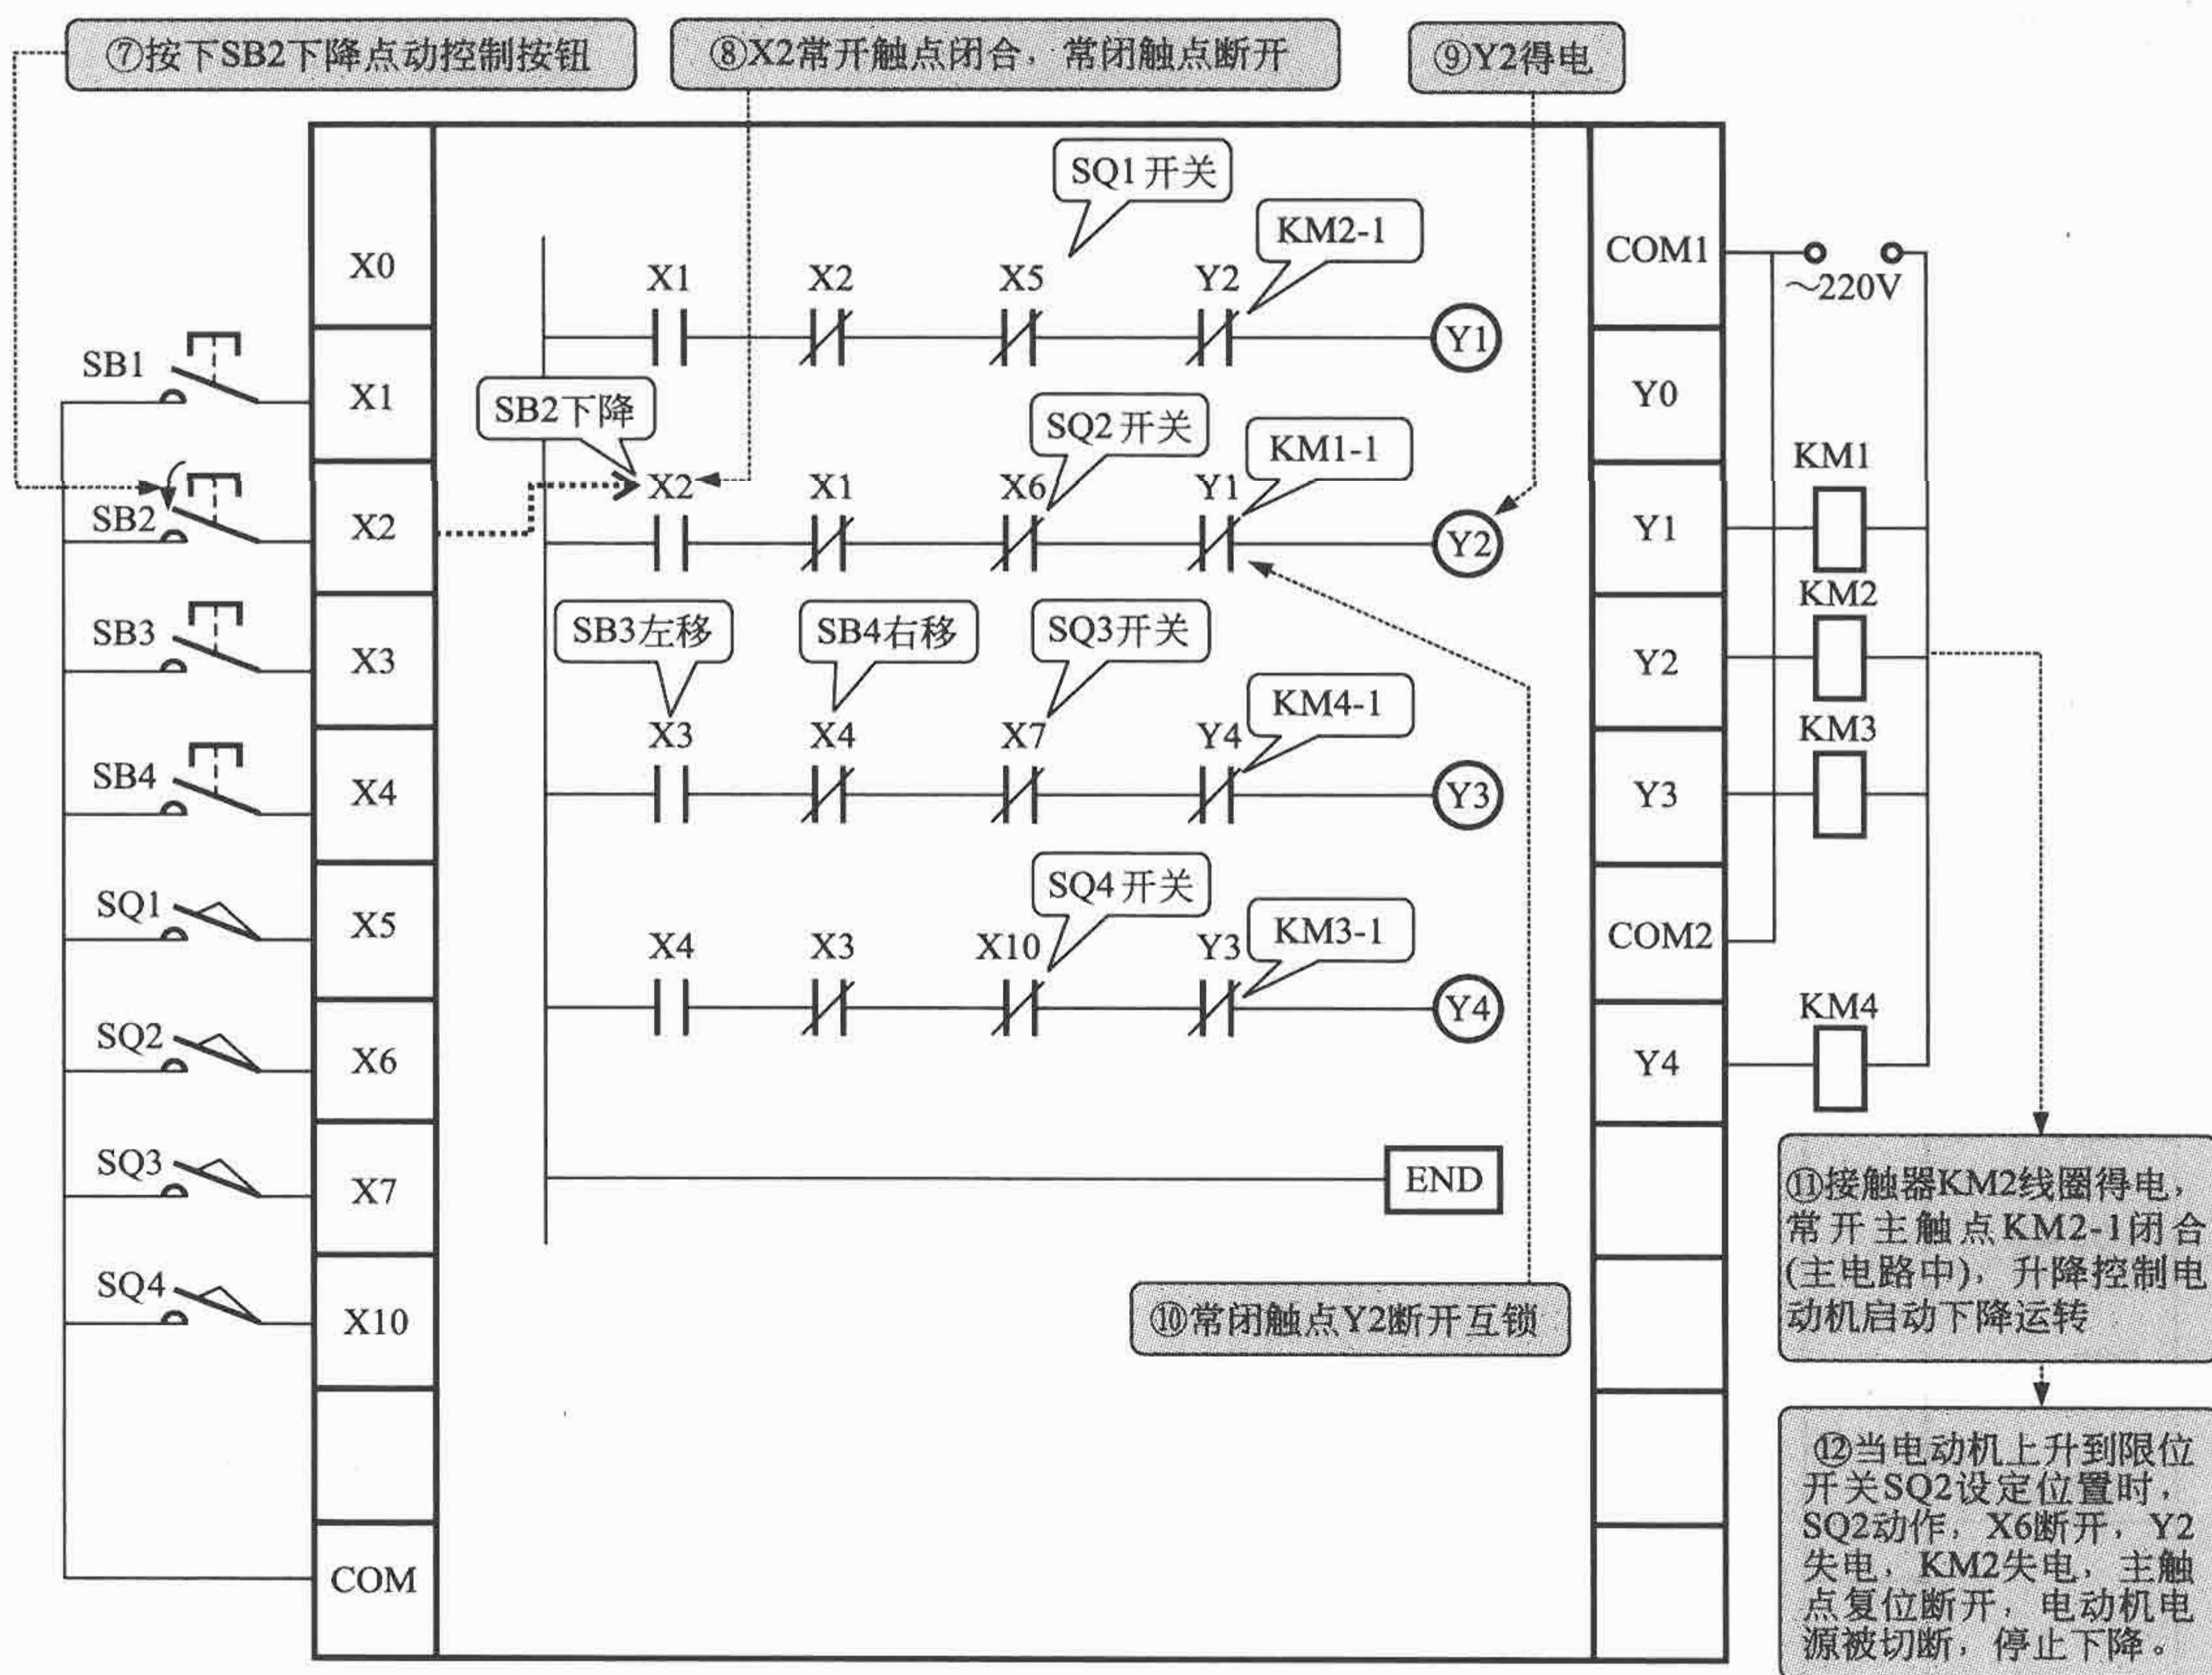 ⑦按下SB2下降点动控制按钮
⑧X2常开触点闭合，常闭触点断开
⑨Y2得电
SQ1开关
KM2-1
X0
X1 X2 X5 Y2
Y1
COM1
～220V
SB1
X1
SB2下降
SQ2开关
KM1-1
Y0
KM1
SB2
X2
X2 X1 X6 Y1
Y2
Y1
KM2
SB3
X3
SB3左移
SB4右移
SQ3开关
KM4-1
Y2
KM3
SB4
X4
X3 X4 X7 Y4
Y3
Y3
SQ1
X5
SQ4开关
KM3-1
COM2
X4 X3 X10 Y3
Y4
KM4
SQ2
X6
Y4
SQ3
X7
END
SQ4
X10
⑩常闭触点Y2断开互锁
COM
⑪接触器KM2线圈得电，
常开主触点KM2-1闭合
(主电路中)，升降控制电
动机启动下降运转
⑫当电动机上升到限位
开关SQ2设定位置时，
SQ2动作，X6断开，Y2
失电，KM2失电，主触
点复位断开，电动机电
源被切断，停止下降。